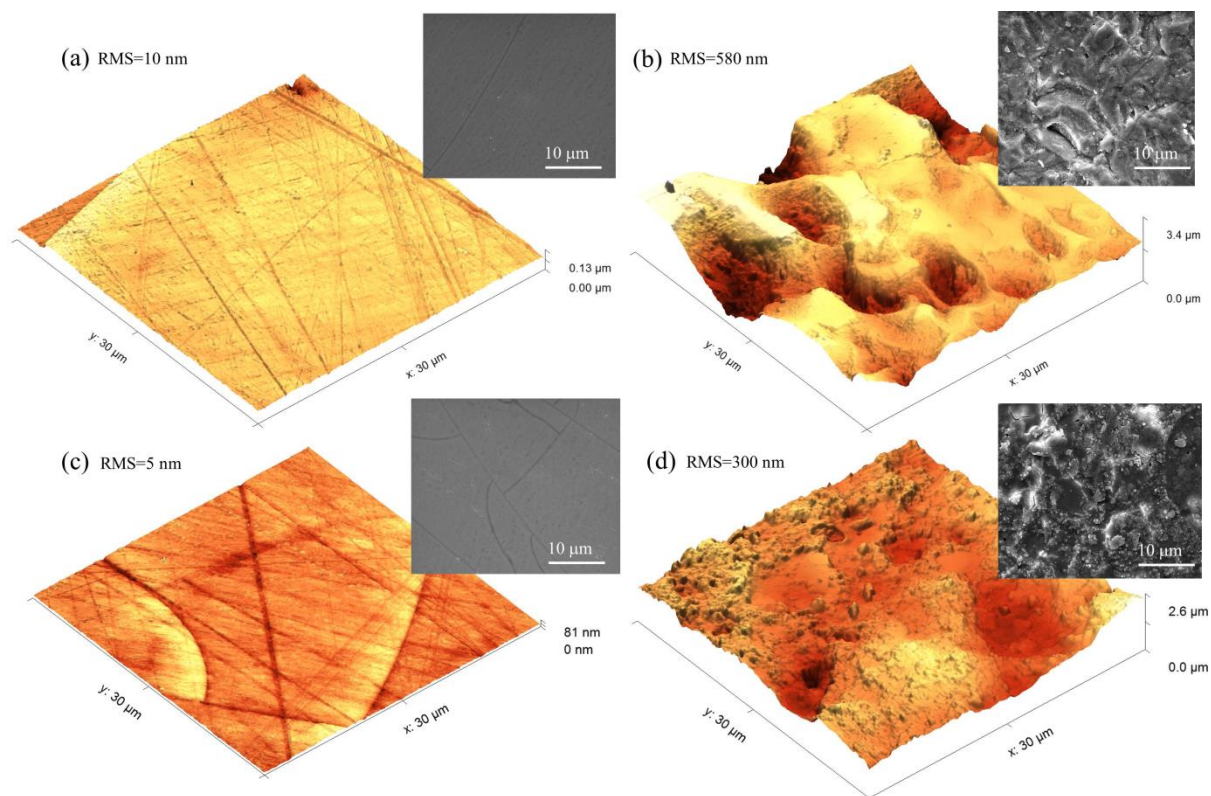 (a) RMS=10 nm
10 µm
0.13 µm
0.00 µm
y: 30 µm
x: 30 µm
(b) RMS=580 nm
10 µm
3.4 µm
0.0 µm
y: 30 µm
x: 30 µm
(c) RMS=5 nm
10 µm
81 nm
0 nm
y: 30 µm
x: 30 µm
(d) RMS=300 nm
10 µm
2.6 µm
0.0 µm
y: 30 µm
x: 30 µm